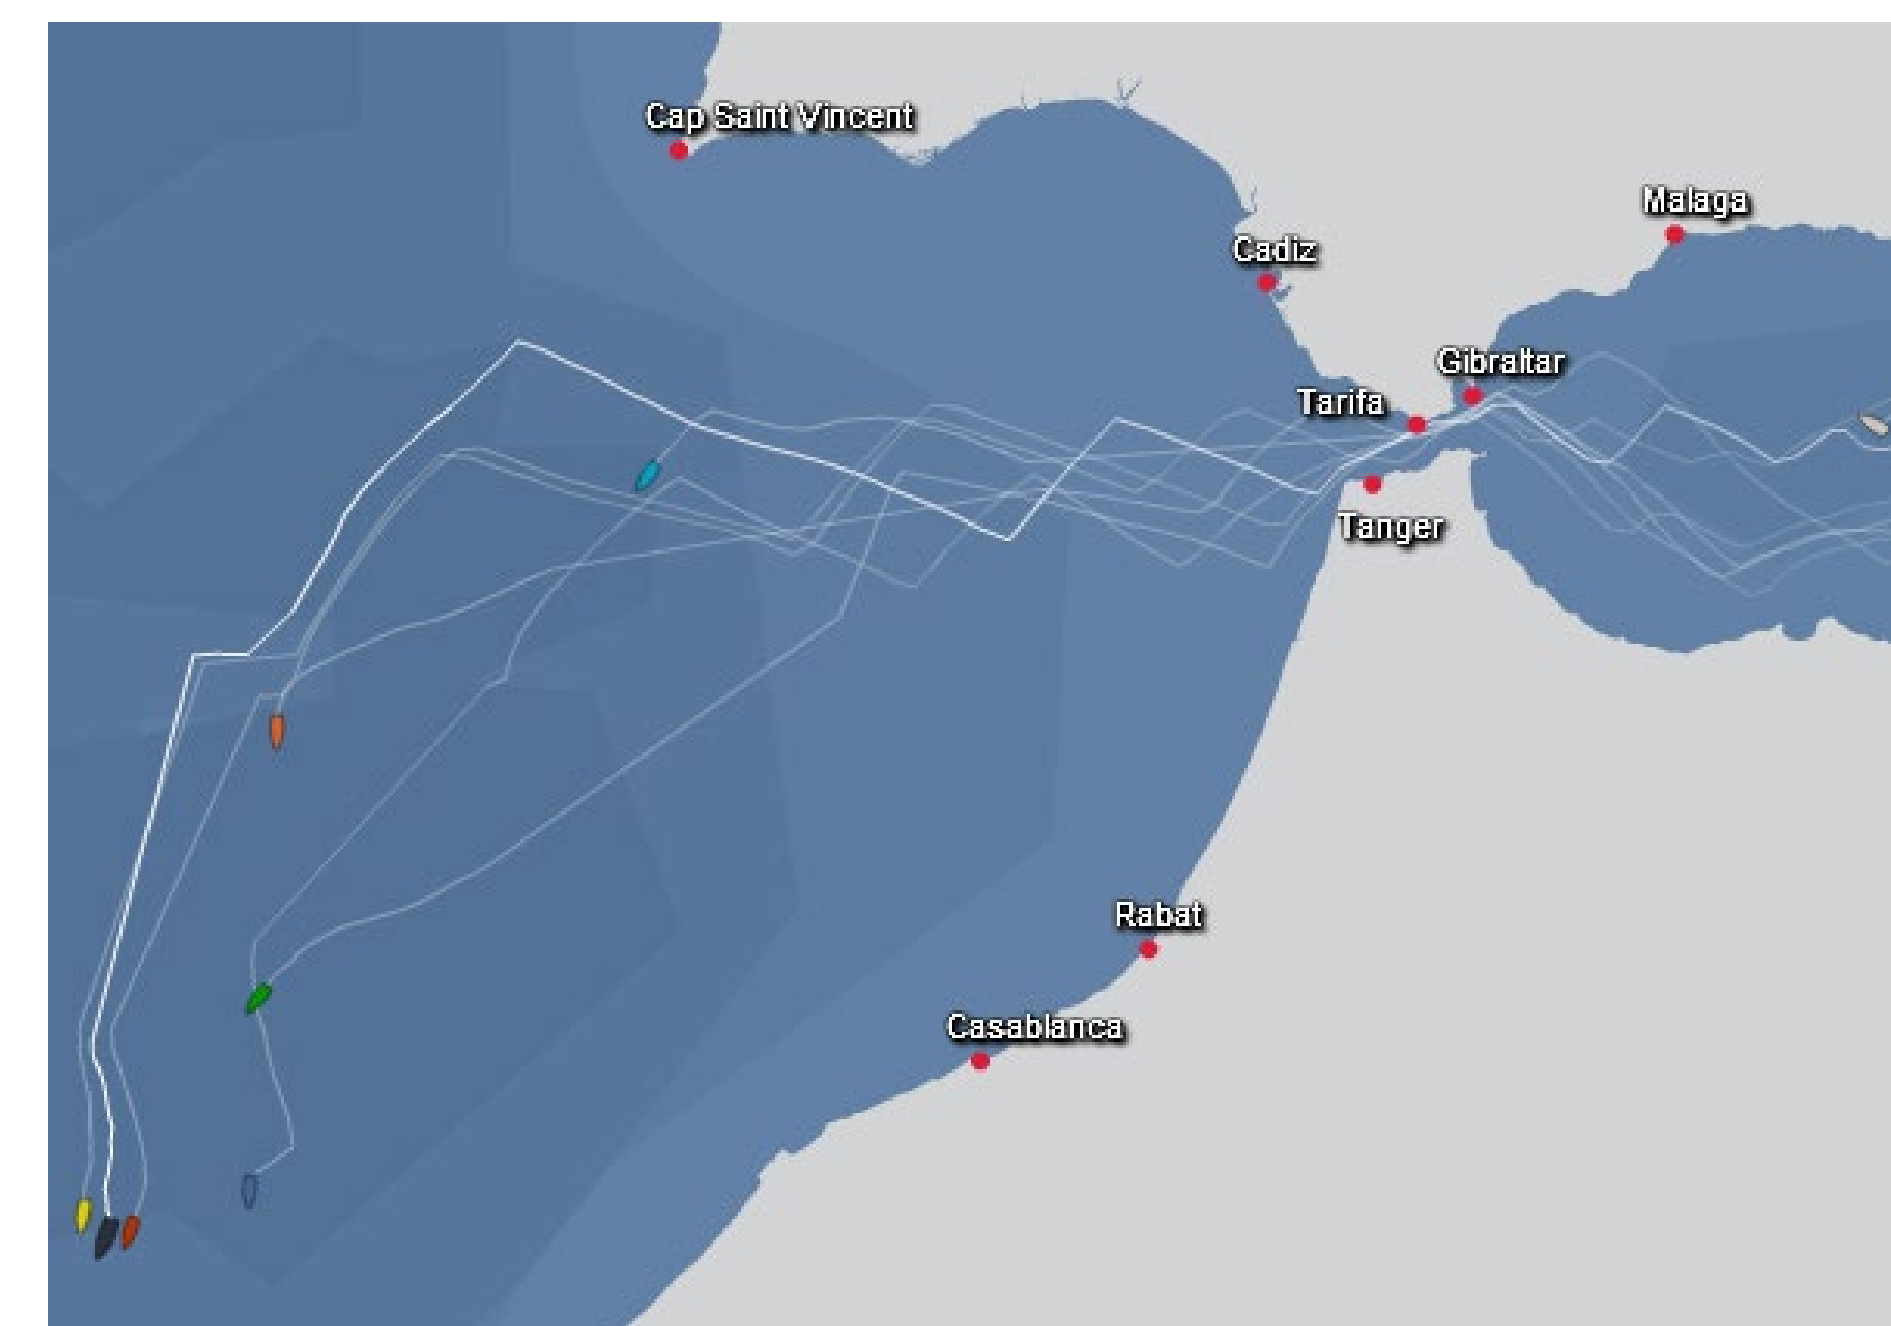 Cap Saint Vincent
Malaga
Cadiz
Gibraltar
Tarifa
Tanger
Rabat
Casablanca